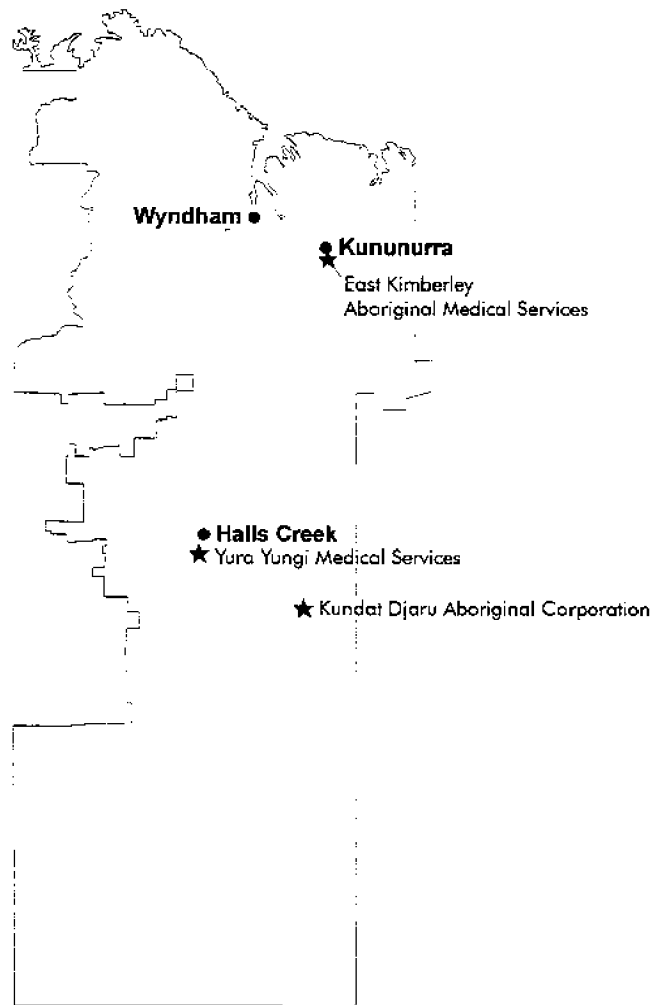 Wyndham
Kununurra
East Kimberley
Aboriginal Medical Services
Halls Creek
Yura Yungi Medical Services
Kundat Djaru Aboriginal Corporation